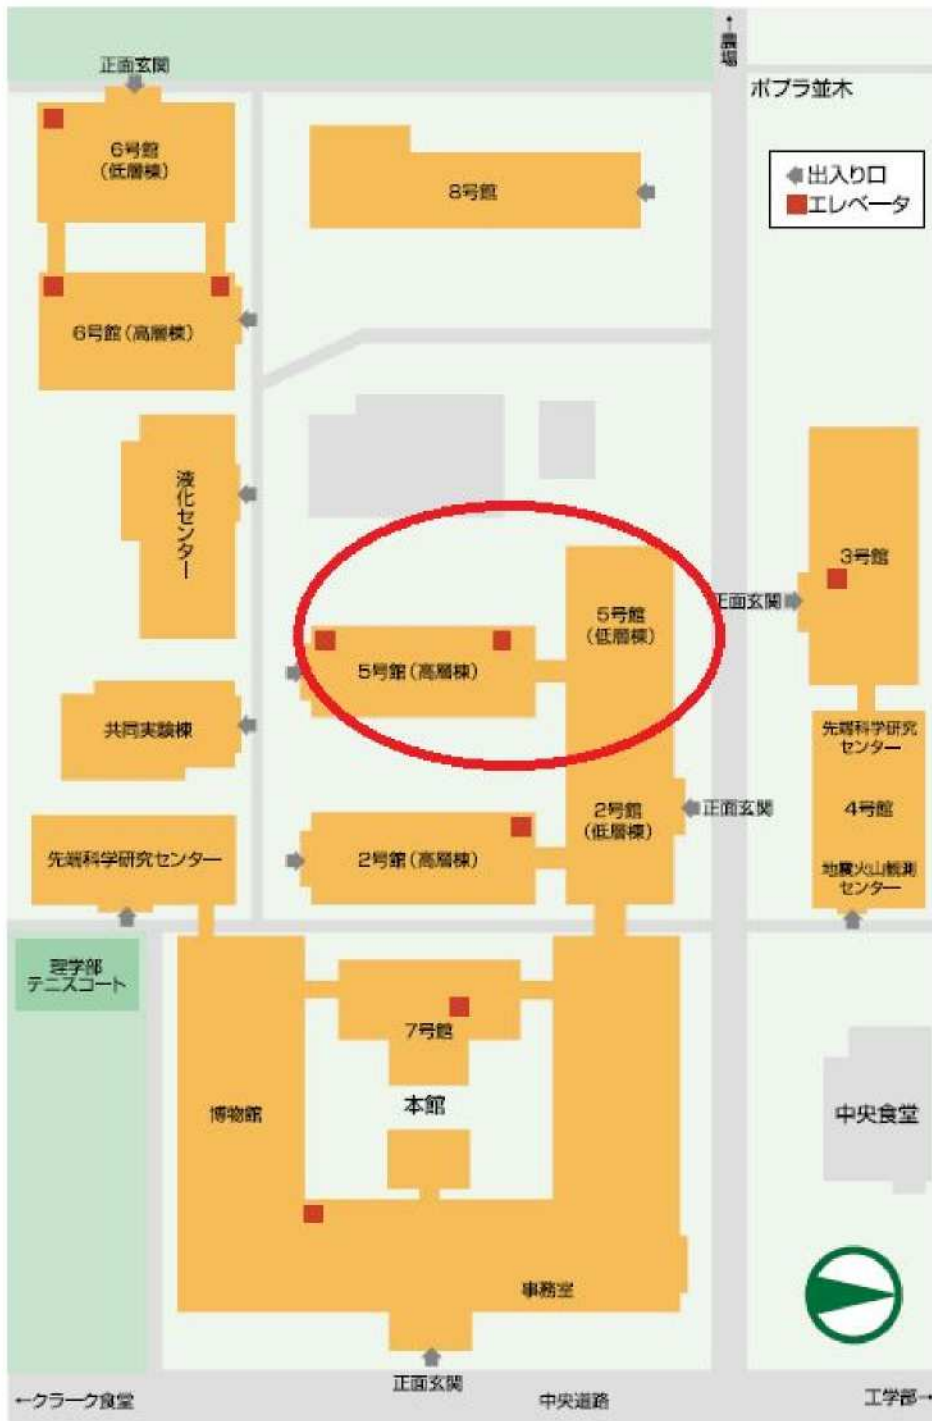 ↑農場
正面玄関
ポプラ並木
6号館
(低層棟)
8号館
出入り口
エレベータ
6号館(高層棟)
液化センター
3号館
正面玄関
5号館
(低層棟)
5号館(高層棟)
共同実験棟
先端科学研究
センター
2号館
(低層棟)
正面玄関
4号館
先端科学研究センター
2号館(高層棟)
地震火山観測
センター
理学部
テニスコート
7号館
本館
博物館
中央食堂
事務室
正面玄関
←クラーク食堂
中央道路
工学部→